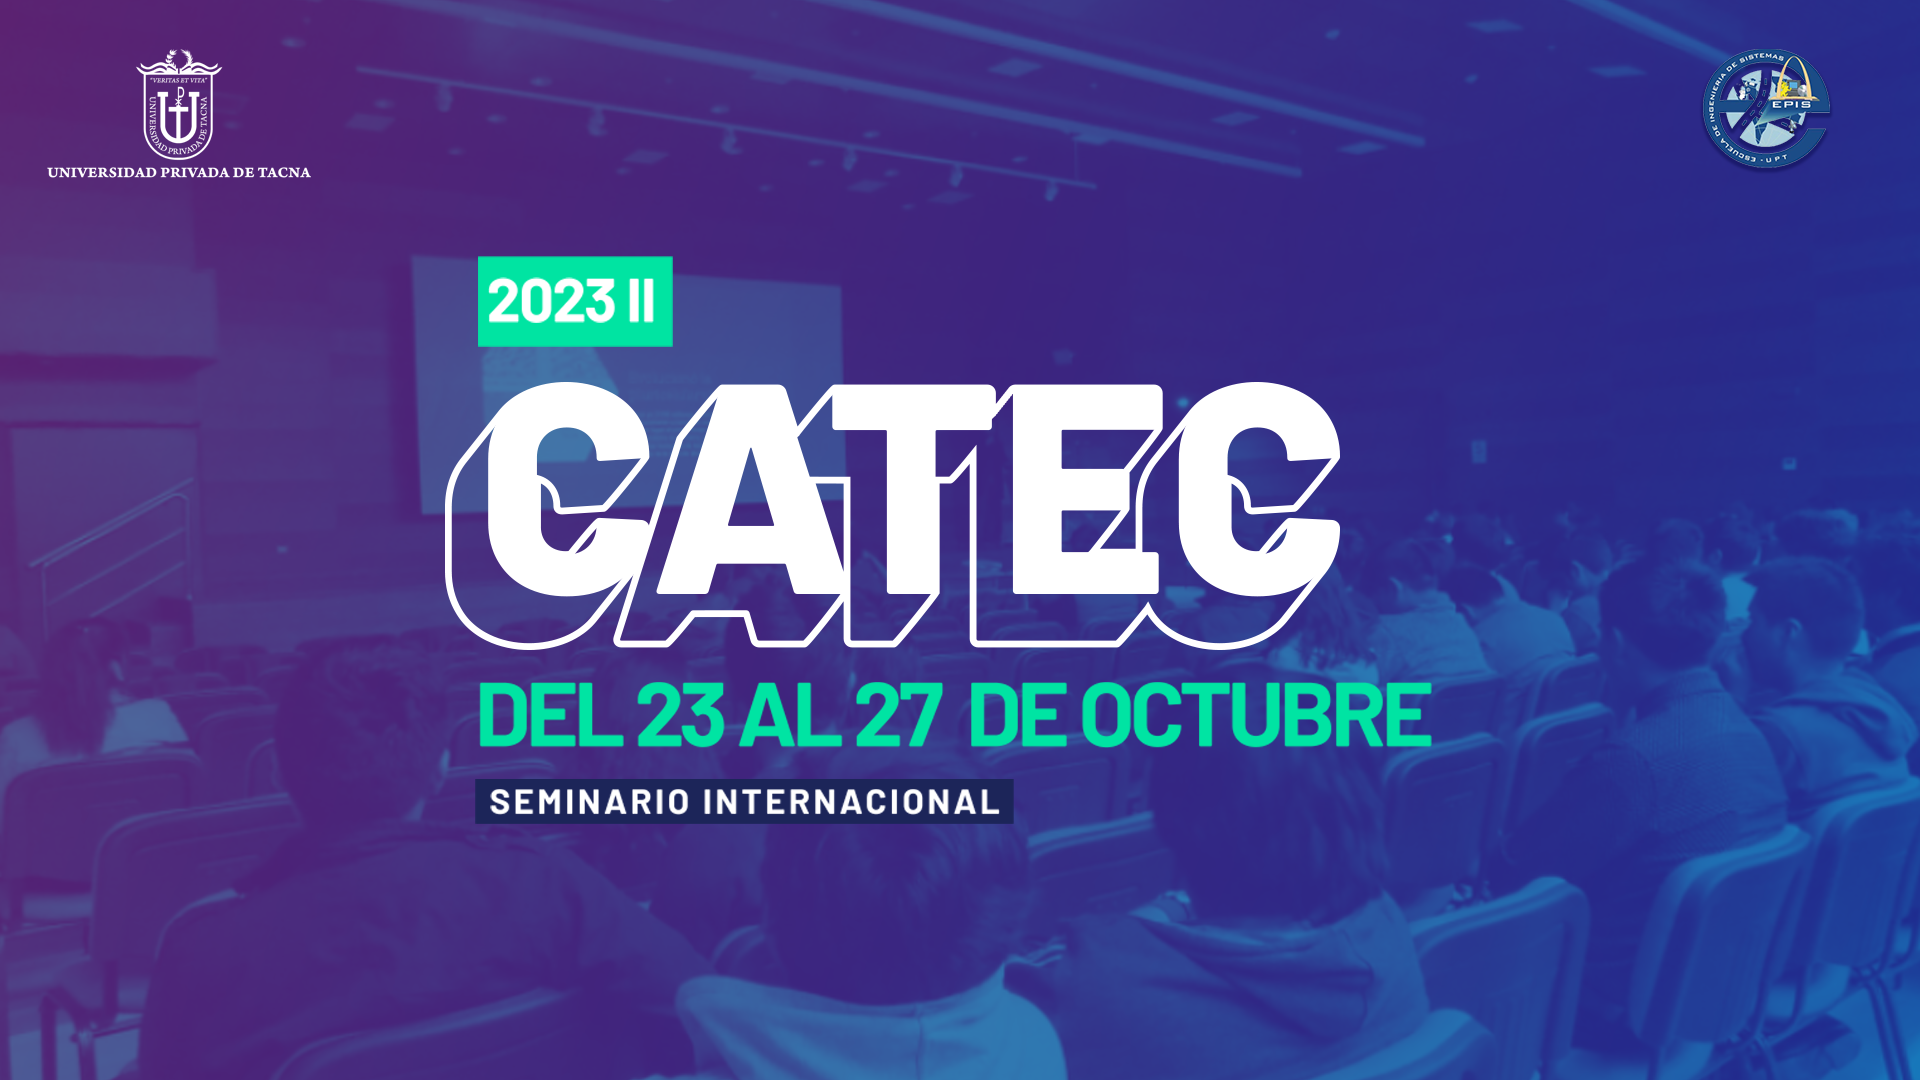 "VERITAS ET VITA"
UNIVERSIDAD PRIVADA DE TACNA
UNIVERSIDAD PRIVADA DE TACNA
ESCUELA DE INGENIERIA DE SISTEMAS
EPIS
- UPT
2023 II
CATEC
DEL 23 AL 27 DE OCTUBRE
SEMINARIO INTERNACIONAL